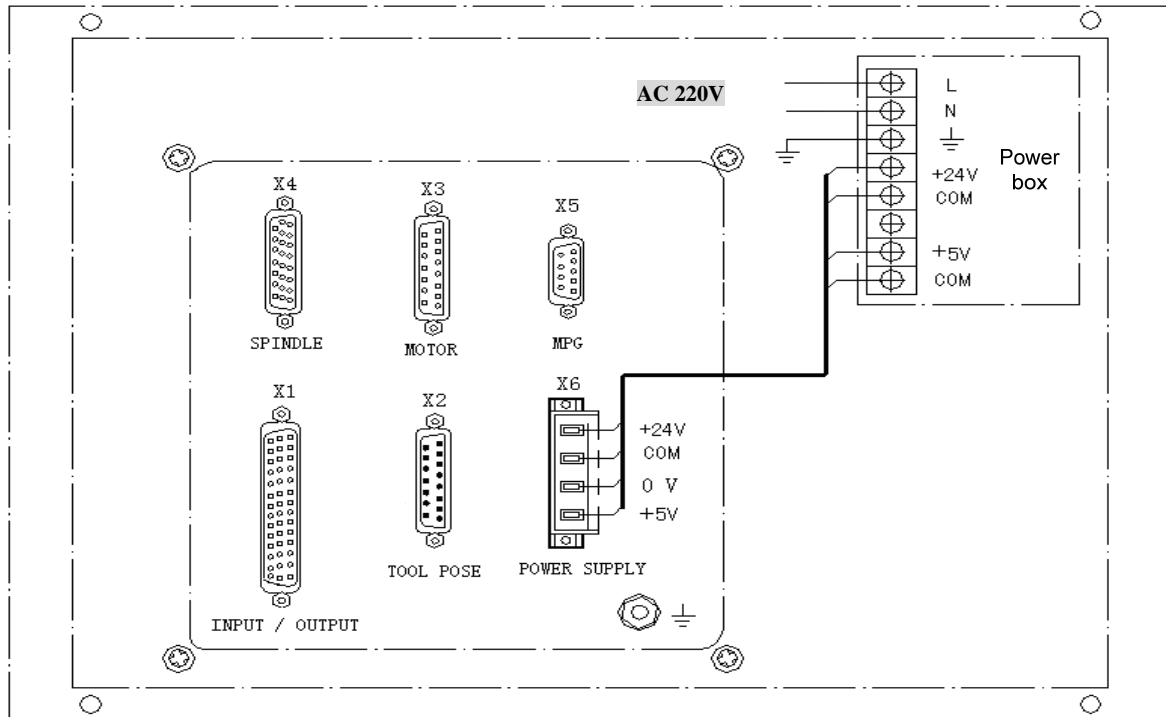 AC 220V
L
N
+24V
COM
+5V
COM
Power
box
X4
X3
X5
SPINDLE
MOTOR
MPG
X1
X2
X6
+24V
COM
0 V
+5V
TOOL POSE
POWER SUPPLY
INPUT / OUTPUT